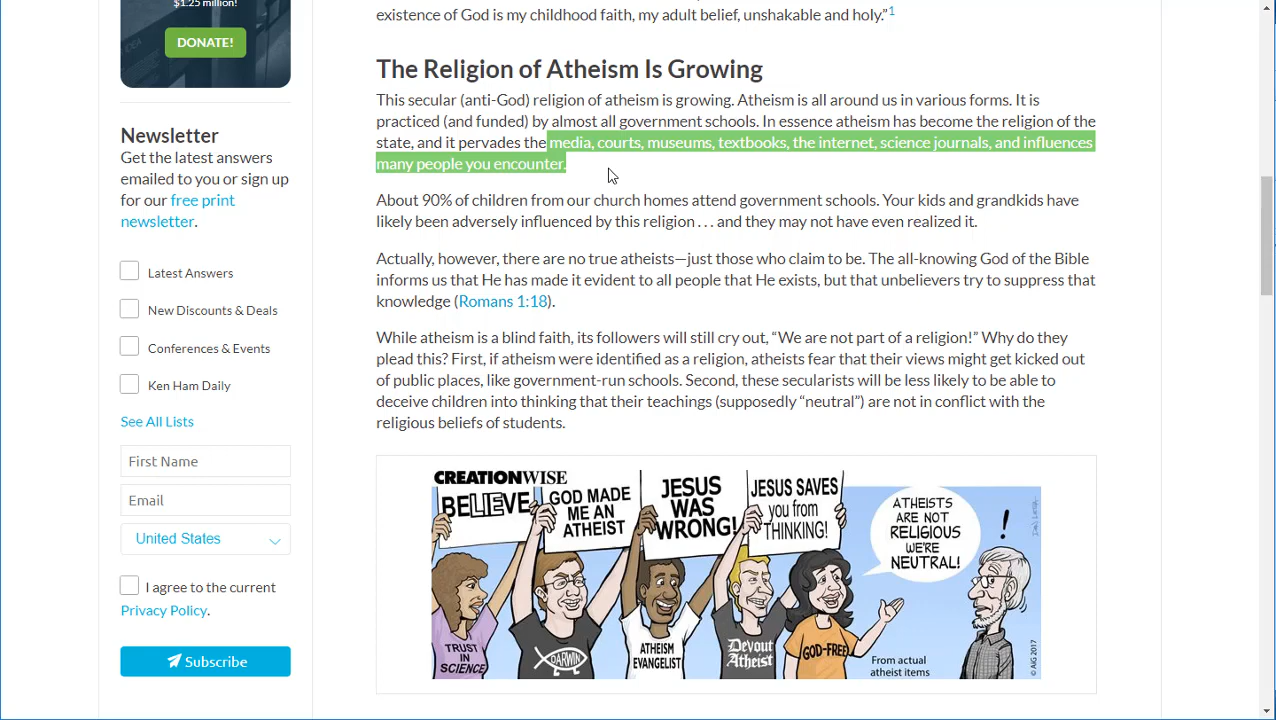 $1.25 million!
DONATE!
Newsletter
Get the latest answers
emailed to you or sign up
for our free print
newsletter.
Latest Answers
New Discounts & Deals
Conferences & Events
Ken Ham Daily
See All Lists
First Name
Email
United States
I agree to the current
Privacy Policy.
Subscribe
existence of God is my childhood faith, my adult belief, unshakable and holy.”1
The Religion of Atheism Is Growing
This secular (anti-God) religion of atheism is growing. Atheism is all around us in various forms. It is
practiced (and funded) by almost all government schools. In essence atheism has become the religion of the
state, and it pervades the media, courts, museums, textbooks, the internet, science journals, and influences
many people you encounter.
About 90% of children from our church homes attend government schools. Your kids and grandkids have
likely been adversely influenced by this religion . . . and they may not have even realized it.
Actually, however, there are no true atheists—just those who claim to be. The all-knowing God of the Bible
informs us that He has made it evident to all people that He exists, but that unbelievers try to suppress that
knowledge (Romans 1:18).
While atheism is a blind faith, its followers will still cry out, “We are not part of a religion!” Why do they
plead this? First, if atheism were identified as a religion, atheists fear that their views might get kicked out
of public places, like government-run schools. Second, these secularists will be less likely to be able to
deceive children into thinking that their teachings (supposedly “neutral”) are not in conflict with the
religious beliefs of students.
CREATIONWISE
BELIEVE
GOD MADE
ME AN
ATHEIST
JESUS
WAS
WRONG!
JESUS SAVES
you from
THINKING!
ATHEISTS
ARE NOT
RELIGIOUS
WE'RE
NEUTRAL!
!
TRUST IN
SCIENCE
DARWIN
ATHEISM
EVANGELIST
Devout
Atheist
GOD-FREE
From actual
atheist items
© AIG 2017